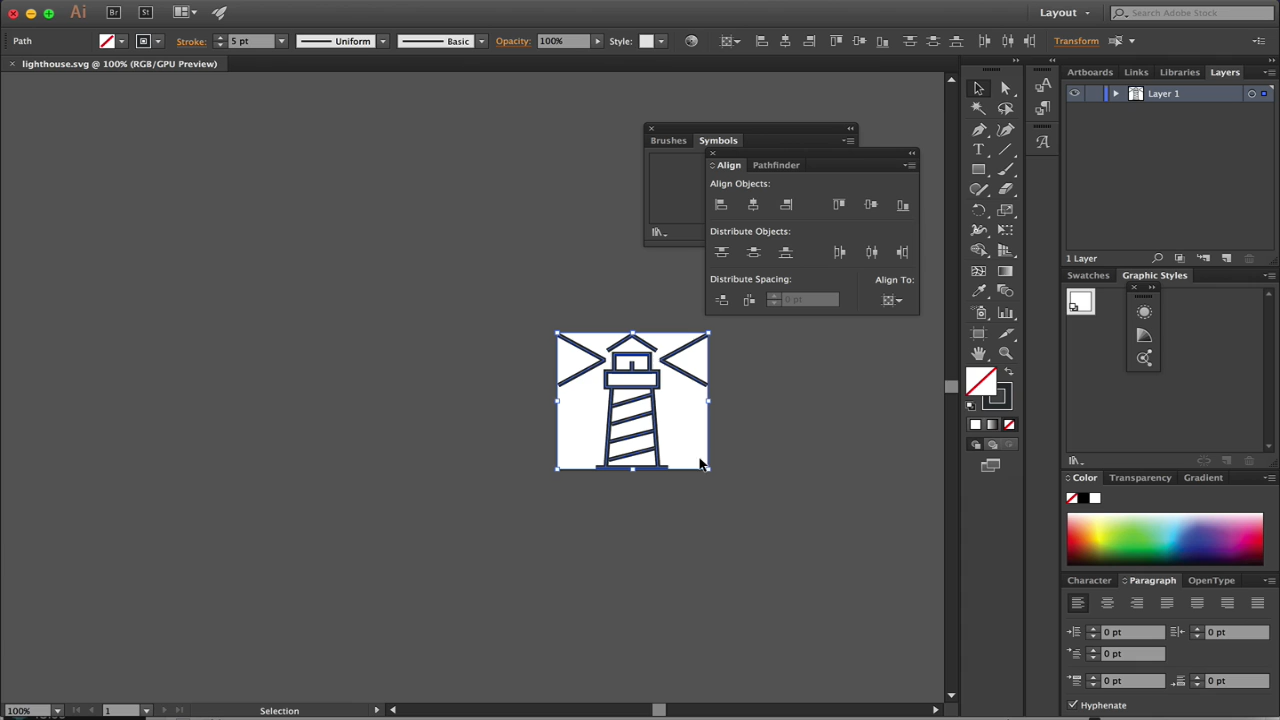 Ai Br St Layout Search Adobe Stock
Path Stroke: 5 pt Uniform Basic Opacity: 100% Style: Transform
× lighthouse.svg @ 100% (RGB/GPU Preview)
Artboards Links Libraries Layers
Layer 1
Brushes Symbols
Align Pathfinder
Align Objects:
Distribute Objects:
Distribute Spacing: Align To:
0 pt
1 Layer
Swatches Graphic Styles
Color Transparency Gradient
Character Paragraph OpenType
0 pt 0 pt
0 pt
0 pt 0 pt
Hyphenate
100% 1 Selection